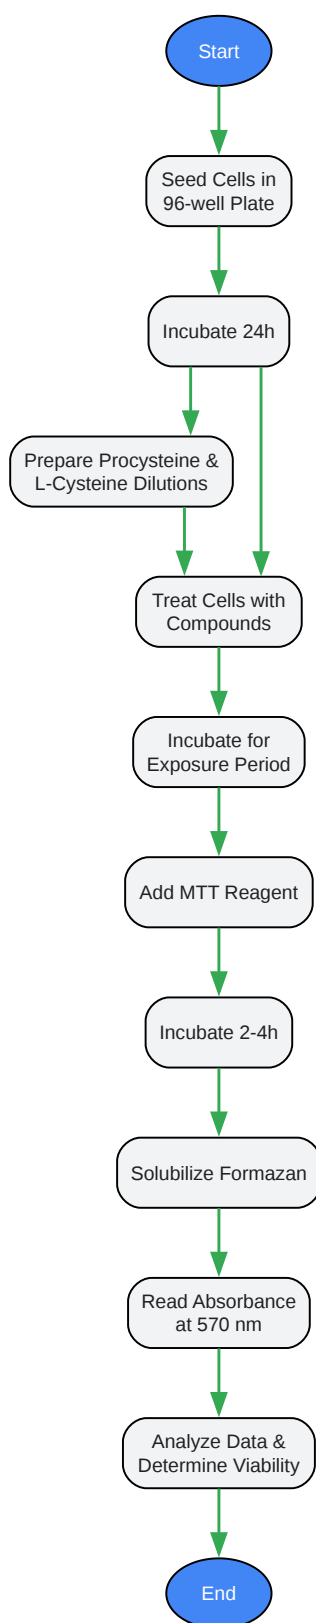 Start
Seed Cells in
96-well Plate
Incubate 24h
Prepare Procysteine &
L-Cysteine Dilutions
Treat Cells with
Compounds
Incubate for
Exposure Period
Add MTT Reagent
Incubate 2-4h
Solubilize Formazan
Read Absorbance
at 570 nm
Analyze Data &
Determine Viability
End